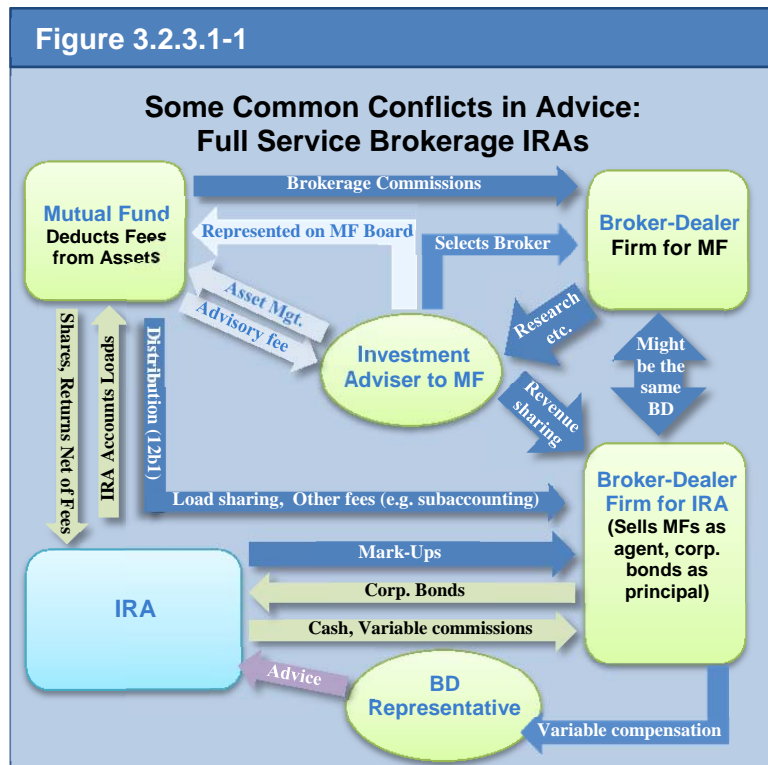 Figure 3.2.3.1-1
Some Common Conflicts in Advice:
Full Service Brokerage IRAs
Brokerage Commissions
Mutual Fund
Deducts Fees
from Assets
Represented on MF Board
Selects Broker
Broker-Dealer
Firm for MF
Asset Mgt.
Advisory fee
Research
etc.
Investment
Adviser to MF
Might
be the
same
BD
Revenue
sharing
Shares, Returns Net of Fees
IRA Accounts Loads
Distribution (12b1)
Load sharing, Other fees (e.g. subaccounting)
Broker-Dealer
Firm for IRA
(Sells MFs as
agent, corp.
bonds as
principal)
Mark-Ups
Corp. Bonds
IRA
Cash, Variable commissions
Advice
BD
Representative
Variable compensation